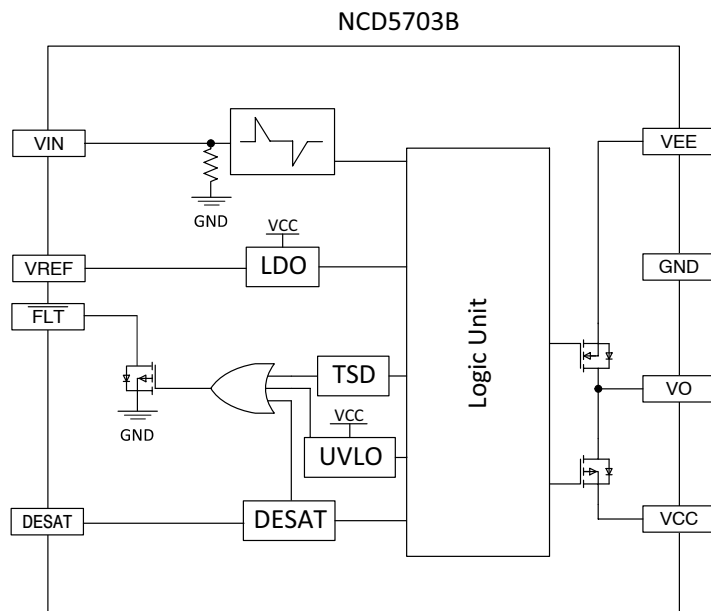 NCD5703B
VIN
VEE
GND
VCC
VREF
LDO
GND
FLT
Logic Unit
TSD
VO
VCC
GND
UVLO
DESAT
DESAT
VCC